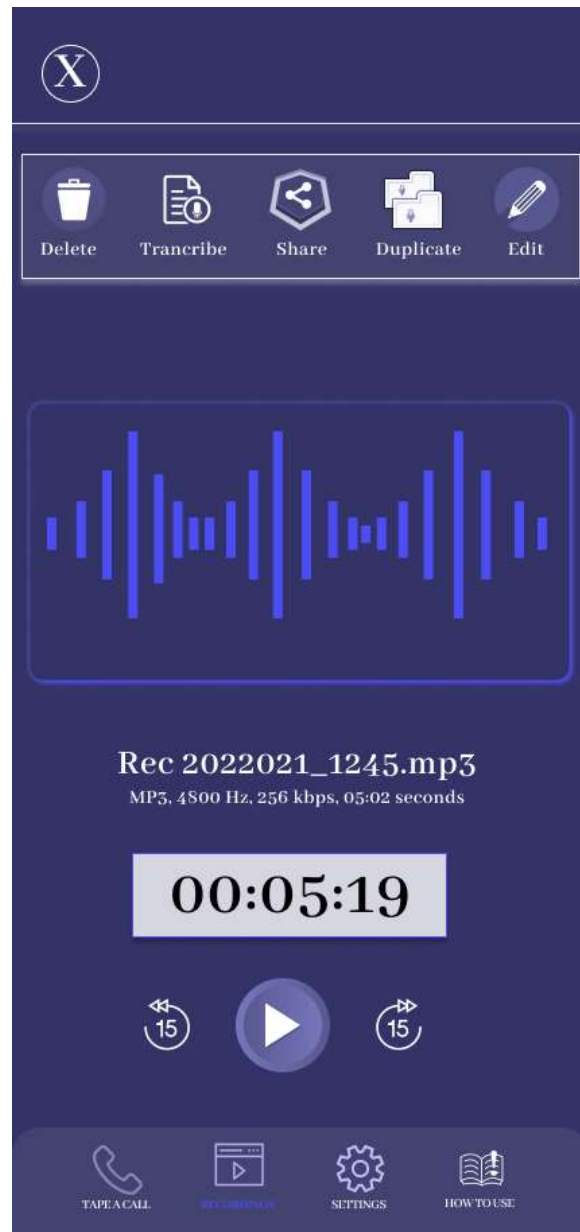 X
Delete Trancribe Share Duplicate Edit
Rec 2022021_1245.mp3
MP3, 4800 Hz, 256 kbps, 05:02 seconds
00:05:19
15 15
TAPE A CALL RECORDINGS SETTINGS HOW TO USE